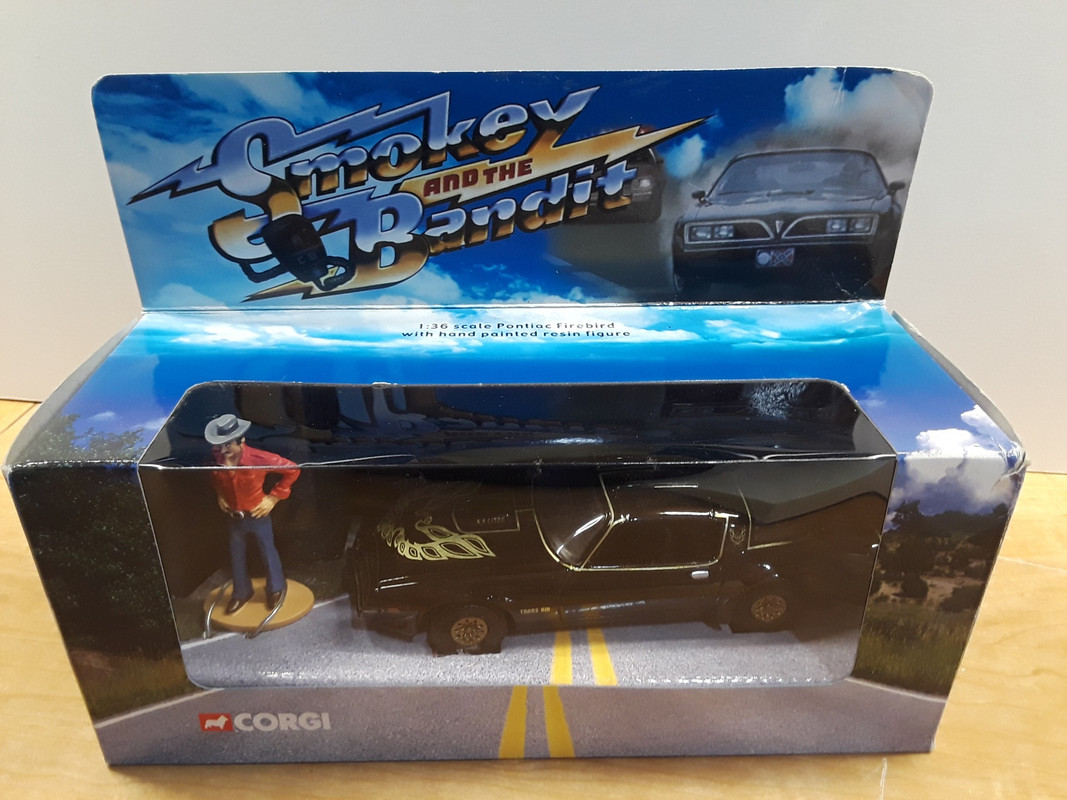 Smokey
AND THE
Bandit
1:36 scale Pontiac Firebird
with hand painted resin figure
TRANS AM
CORGI